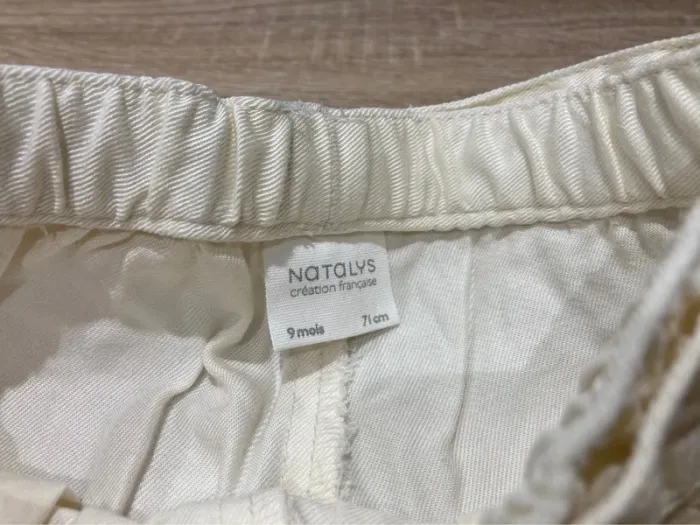 NATALYS
création française
9 mois 71 cm